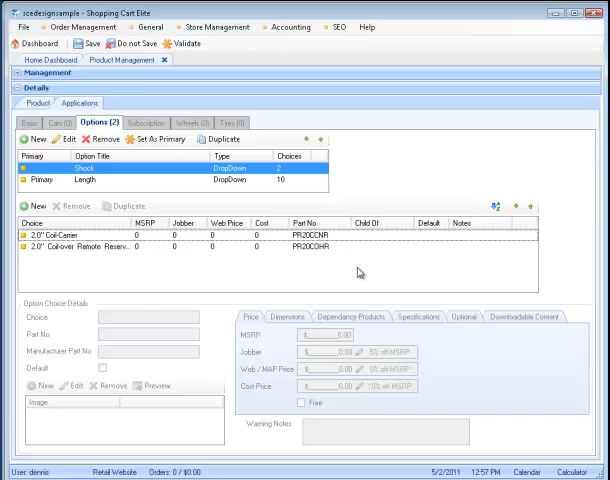 scedesignsample - Shopping Cart Elite
File Order Management General Store Management Accounting SEO Help
Dashboard Save Do not Save Validate
Home Dashboard Product Management
Management
Details
Product Applications
Basic Cars (0) Options (2) Subscription Wheels (0) Tires (0)
New Edit Remove Set As Primary Duplicate
Primary Option Title Type Choices
Shock DropDown 2
Primary Length DropDown 10
New Remove Duplicate
Choice MSRP Jobber Web Price Cost Part No Child Of Default Notes
2.0" Coil-Carrier 0 0 0 0 PR20CCNR
2.0" Coil-over Remote Reserv... 0 0 0 0 PR20COHR
Option Choice Details
Choice
Part No
Manufacturer Part No
Default
New Edit Remove Preview
Image
Price Dimensions Dependancy Products Specifications Optional Downloadable Content
MSRP $______0.00
Jobber $______0.00 5% off MSRP
Web / MAP Price $______0.00 6% off MSRP
Cost Price $______0.00 10% off MSRP
Free
Warning Notes
User: dennis Retail Website Orders: 0 / $0.00 5/2/2011 12:57 PM Calendar Calculator